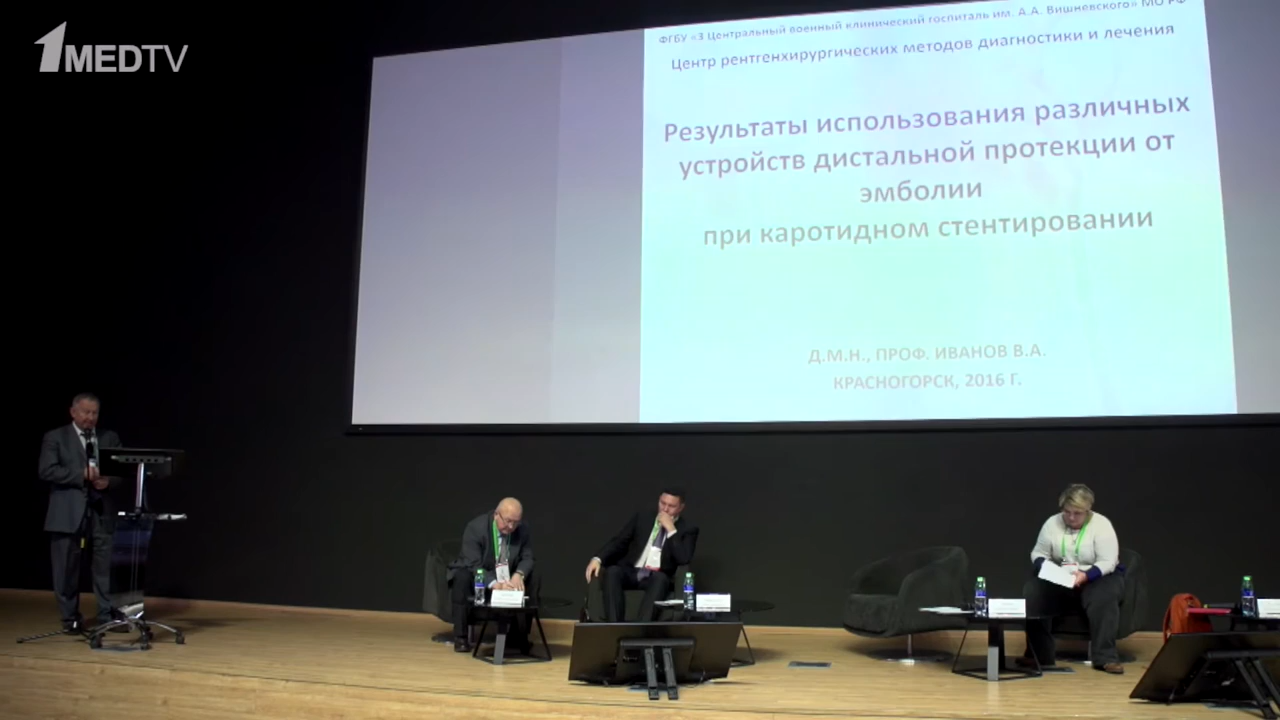 1MEDTV
ФГБУ «3 Центральный военный клинический госпиталь им. А.А. Вишневского» МО РФ
Центр рентгенхирургических методов диагностики и лечения
Результаты использования различных
устройств дистальной протекции от
эмболии
при каротидном стентировании
Д.М.Н., ПРОФ. ИВАНОВ В.А.
КРАСНОГОРСК, 2016 Г.